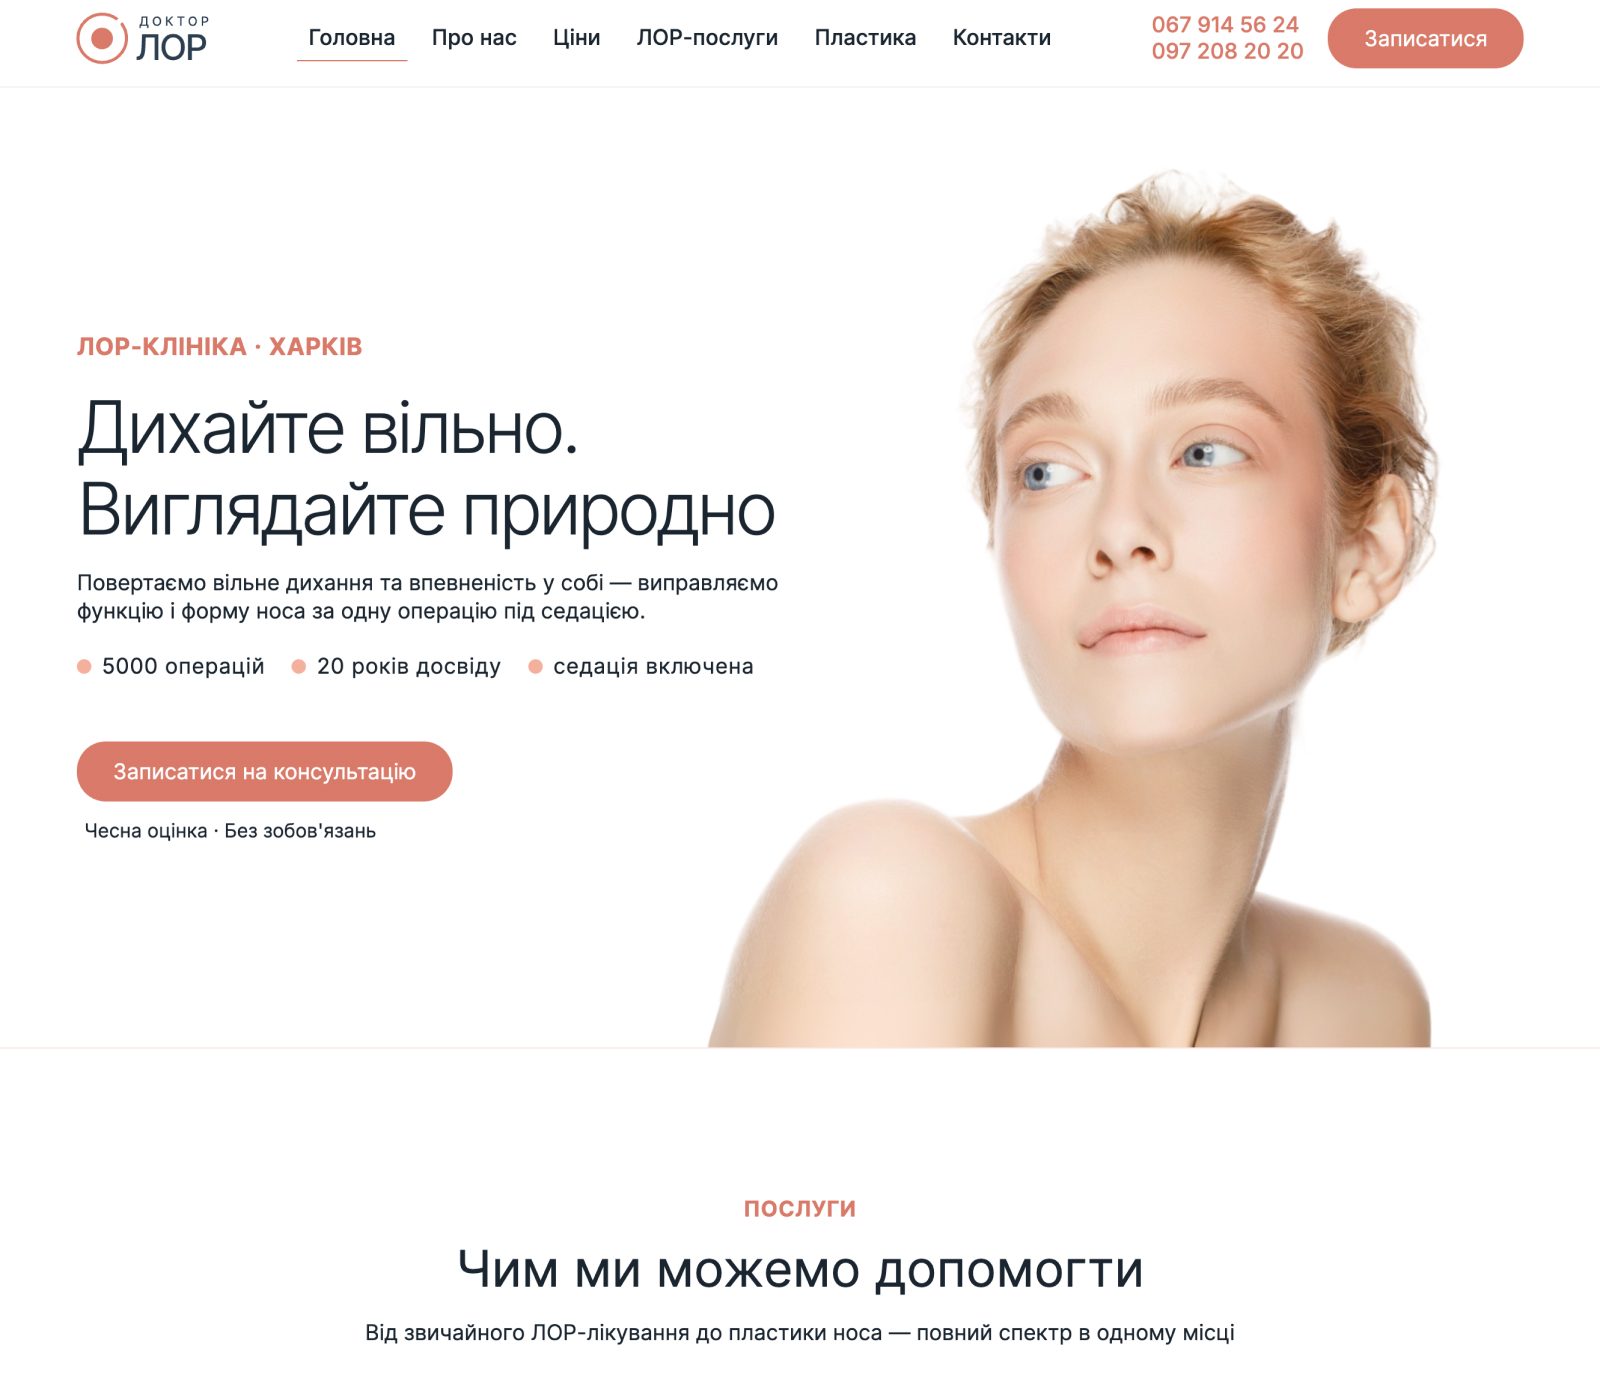 ДОКТОР
ЛОР
Головна
Про нас
Ціни
ЛОР-послуги
Пластика
Контакти
067 914 56 24
097 208 20 20
Записатися
ЛОР-КЛІНІКА · ХАРКІВ
Дихайте вільно.
Виглядайте природно
Повертаємо вільне дихання та впевненість у собі — виправляємо
функцію і форму носа за одну операцію під седацією.
5000 операцій
20 років досвіду
седація включена
Записатися на консультацію
Чесна оцінка · Без зобов'язань
ПОСЛУГИ
Чим ми можемо допомогти
Від звичайного ЛОР-лікування до пластики носа — повний спектр в одному місці